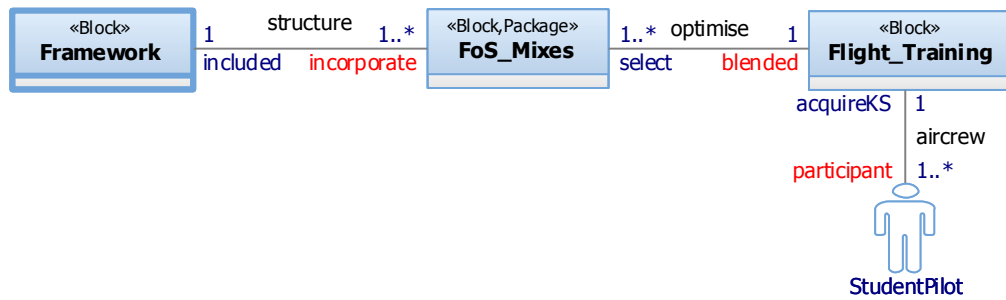 «Block»
Framework
1
structure
1..*
included
incorporate
«Block,Package»
FoS_Mixes
1..*
optimise
1
select
blended
«Block»
Flight_Training
acquireKS
1
aircrew
participant
1..*
StudentPilot